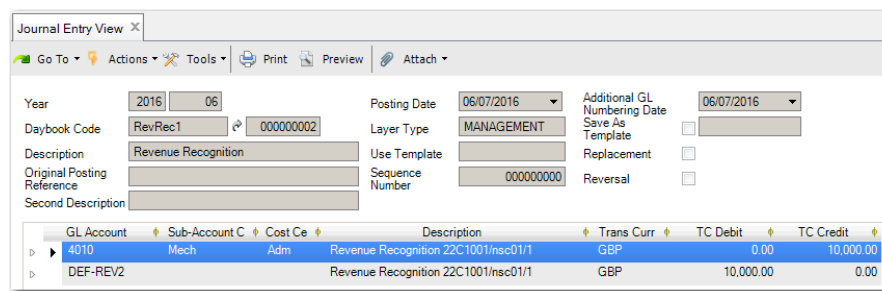 Journal Entry View
Go To Actions Tools Print Preview Attach
Year 2016 06 Posting Date 06/07/2016 Additional GL Numbering Date 06/07/2016
Daybook Code RevRec1 000000002 Layer Type MANAGEMENT Save As Template
Description Revenue Recognition Use Template Replacement
Original Posting Reference Sequence Number 000000000 Reversal
Second Description
GL Account Sub-Account C Cost Ce Description Trans Curr TC Debit TC Credit
4010 Mech Adm Revenue Recognition 22C1001/nsc01/1 GBP 0.00 10,000.00
DEF-REV2 Revenue Recognition 22C1001/nsc01/1 GBP 10,000.00 0.00